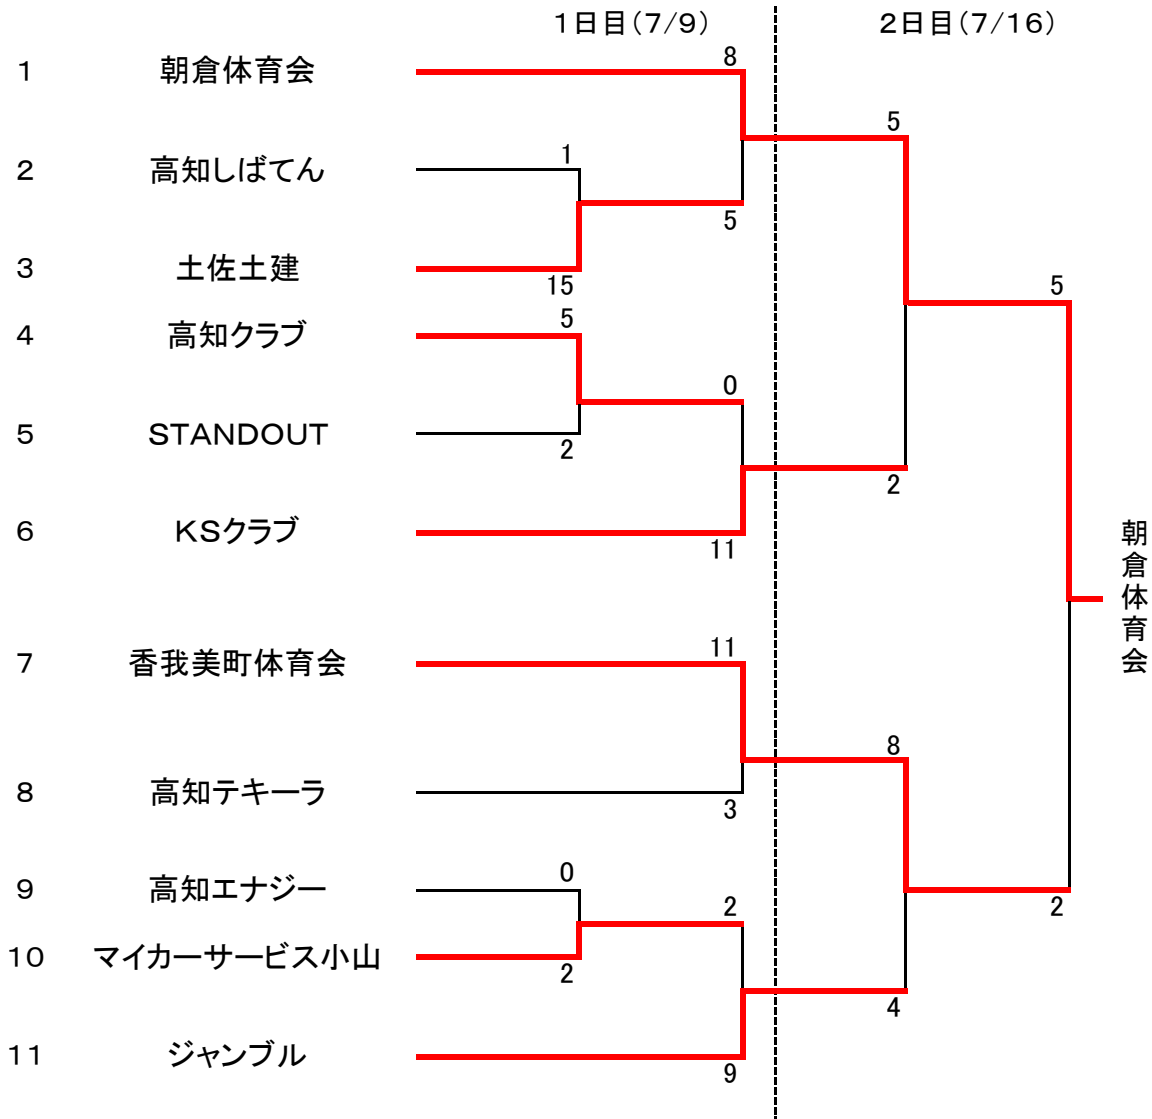 1日目(7/9)
2日目(7/16)
8
1 朝倉体育会
5
1
2 高知しばてん
5
3 土佐土建
15
5
5
4 高知クラブ
0
5 STANDOUT
2
2
6 KSクラブ
11
朝倉体育会
11
7 香我美町体育会
8
8 高知テキーラ
3
0
9 高知エナジー
2
2
10 マイカーサービス小山
2
4
11 ジャンブル
9